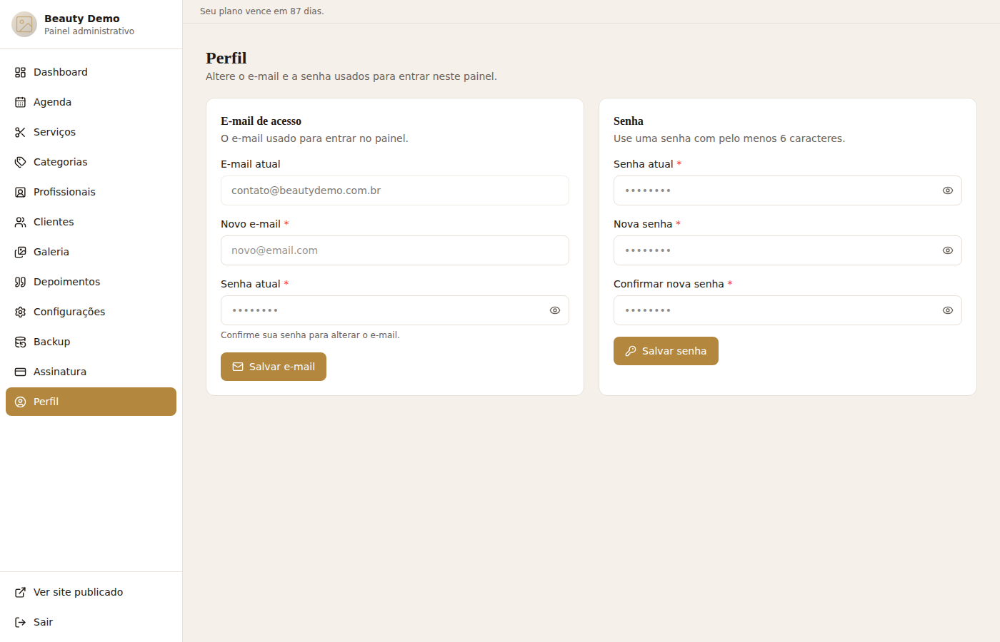 Beauty Demo
Painel administrativo
Dashboard
Agenda
Serviços
Categorias
Profissionais
Clientes
Galeria
Depoimentos
Configurações
Backup
Assinatura
Perfil
Ver site publicado
Sair
Seu plano vence em 87 dias.
Perfil
Altere o e-mail e a senha usados para entrar neste painel.
E-mail de acesso
O e-mail usado para entrar no painel.
E-mail atual
contato@beautydemo.com.br
Novo e-mail *
novo@email.com
Senha atual *
••••••••
Confirme sua senha para alterar o e-mail.
Salvar e-mail
Senha
Use uma senha com pelo menos 6 caracteres.
Senha atual *
••••••••
Nova senha *
••••••••
Confirmar nova senha *
••••••••
Salvar senha